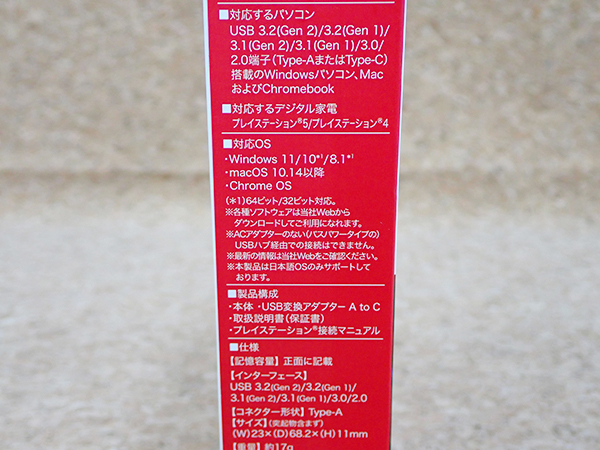 ■対応するパソコン
USB 3.2(Gen 2)/3.2(Gen 1)/
3.1(Gen 2)/3.1(Gen 1)/3.0/
2.0端子(Type-AまたはType-C)
搭載のWindowsパソコン、Mac
およびChromebook
■対応するデジタル家電
プレイステーション®5/プレイステーション®4
■対応OS
・Windows 11/10*¹/8.1*¹
・macOS 10.14以降
・Chrome OS
(*1)64ビット/32ビット対応。
※各種ソフトウェアは当社Webから
ダウンロードしてご利用になれます。
※ACアダプターのない(バスパワータイプの)
USBハブ経由での接続はできません。
※最新の情報は当社Webをご確認ください。
※本製品は日本語OSのみサポートして
おります。
■製品構成
・本体 ・USB変換アダプター A to C
・取扱説明書(保証書)
・プレイステーション®接続マニュアル
■仕様
【記憶容量】 正面に記載
【インターフェース】
USB 3.2(Gen 2)/3.2(Gen 1)/
3.1(Gen 2)/3.1(Gen 1)/3.0/2.0
【コネクター形状】 Type-A
【サイズ】(突起物含まず)
(W)23×(D)68.2×(H)11mm
【重量】 約17g